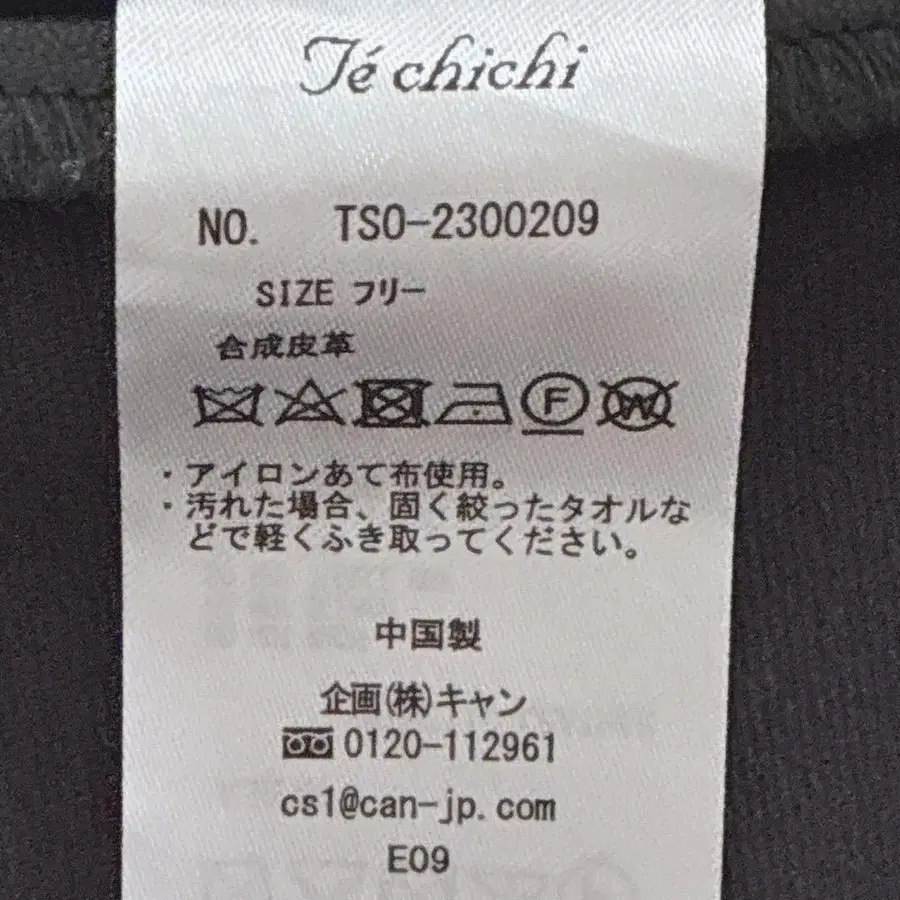 Té chichi
NO. TSO-2300209
SIZE フリー
合成皮革
F W
・アイロンあて布使用。
・汚れた場合、固く絞ったタオルな
どで軽くふき取ってください。
中国製
企画(株)キャン
0120-112961
cs1@can-jp.com
E09